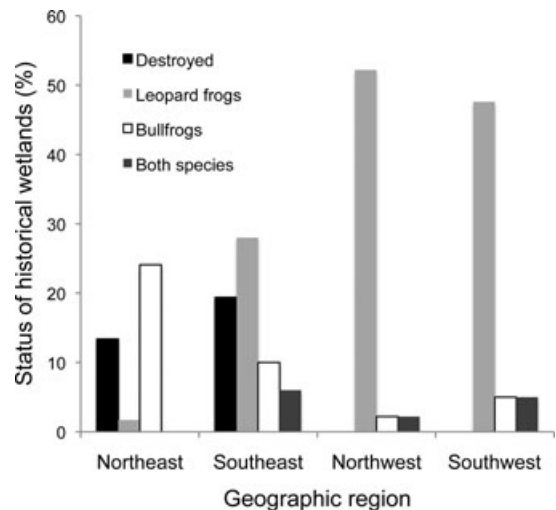 Status of historical wetlands (%)
60
50
40
30
20
10
0
Destroyed
Leopard frogs
Bullfrogs
Both species
Northeast Southeast Northwest Southwest
Geographic region